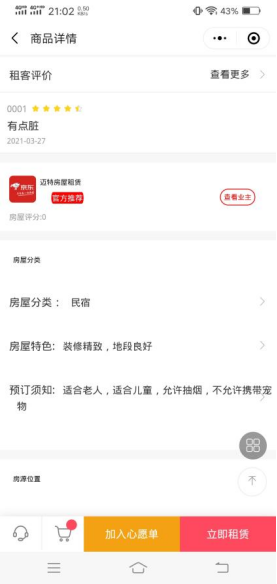 21:02
43%
商品详情
租客评价
查看更多
0001
有点脏
2021-03-27
京东
迈特房屋租赁
官方推荐
查看业主
房屋评分:0
房屋分类
房屋分类： 民宿
房屋特色: 装修精致，地段良好
预订须知: 适合老人，适合儿童，允许抽烟，不允许携带宠
物
房源位置
加入心愿单
立即租赁